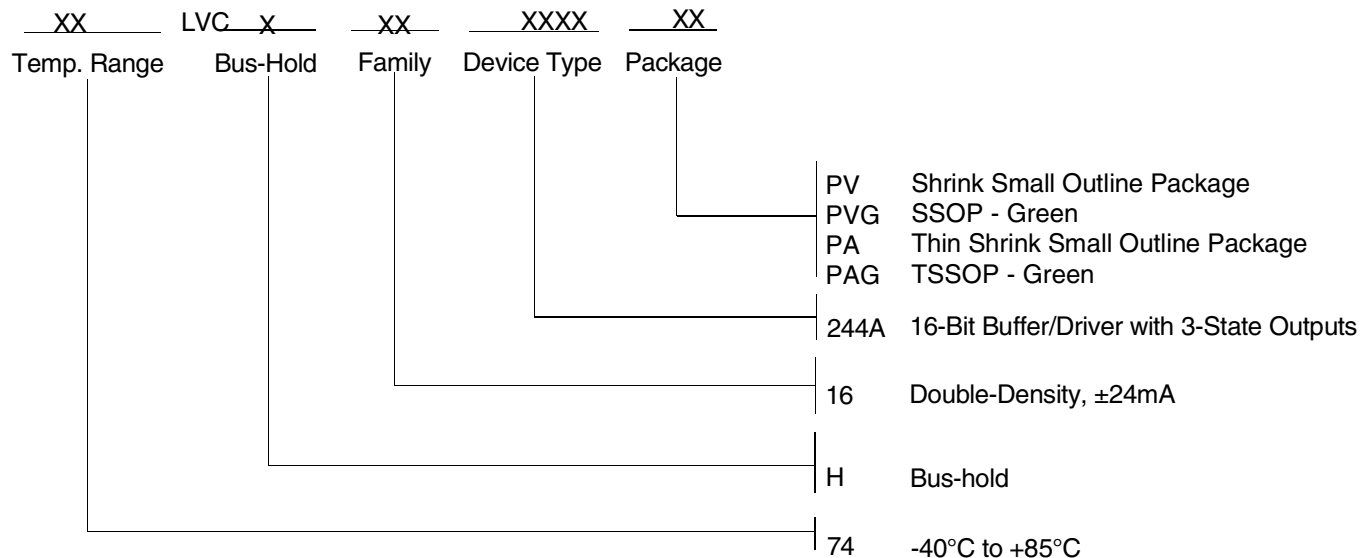 XX LVC X XX XXXX XX
Temp. Range Bus-Hold Family Device Type Package
PV Shrink Small Outline Package
PVG SSOP - Green
PA Thin Shrink Small Outline Package
PAG TSSOP - Green
244A 16-Bit Buffer/Driver with 3-State Outputs
16 Double-Density, ±24mA
H Bus-hold
74 -40°C to +85°C